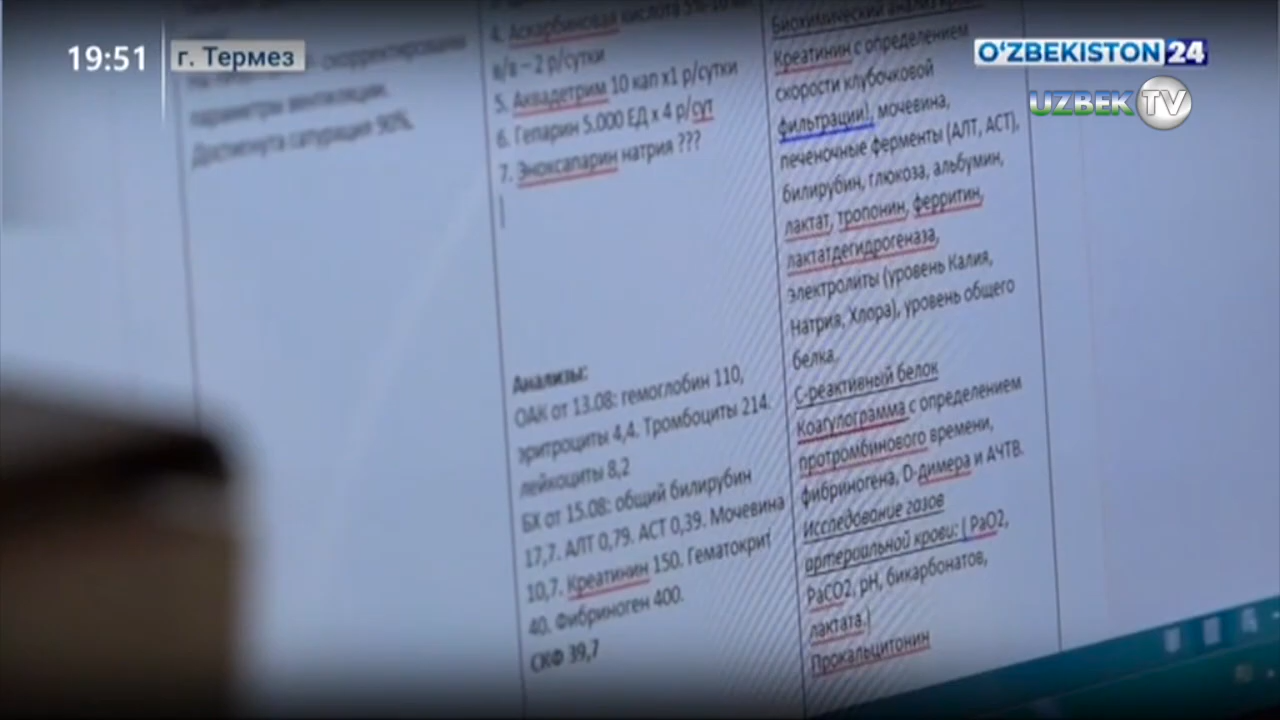 19:51
г. Термез
O‘ZBEKISTON 24
UZBEK TV
скорректированы
параметры вентиляции.
Достигнута сатурация 90%.
4. Аскорбиновая кислота 5%
в/в – 2 р/сутки
5. Аквадетрим 10 кап х1 р/сутки
6. Гепарин 5.000 ЕД х 4 р/сут
7. Эноксапарин натрия ???
Анализы:
ОАК от 13.08: гемоглобин 110,
эритроциты 4,4. Тромбоциты 214.
лейкоциты 8,2
БХ от 15.08: общий билирубин
17,7. АЛТ 0,79. АСТ 0,39. Мочевина
10,7. Креатинин 150. Гематокрит
40. Фибриноген 400.
СКФ 39,7
Биохимический анализ крови
Креатинин с определением
скорости клубочковой
фильтрации!, мочевина,
печеночные ферменты (АЛТ, АСТ),
билирубин, глюкоза, альбумин,
лактат, тропонин, ферритин,
лактатдегидрогеназа,
электролиты (уровень Калия,
Натрия, Хлора), уровень общего
белка.
С-реактивный белок
Коагулограмма с определением
протромбинового времени,
фибриногена, D-димера и АЧТВ.
Исследование газов
артериальной крови: ( PaO2,
PaCO2, pH, бикарбонатов,
лактата.)
Прокальцитонин